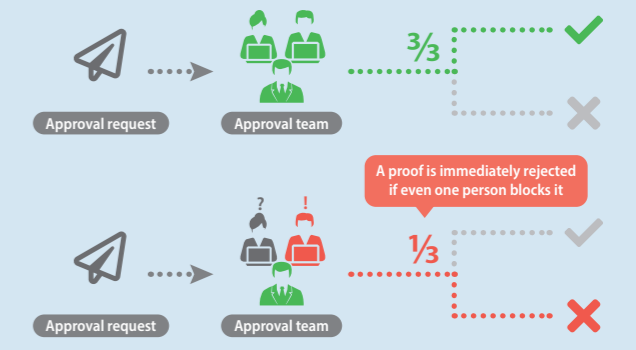 3/3
Approval request
Approval team
A proof is immediately rejected
if even one person blocks it
? !
1/3
Approval request
Approval team